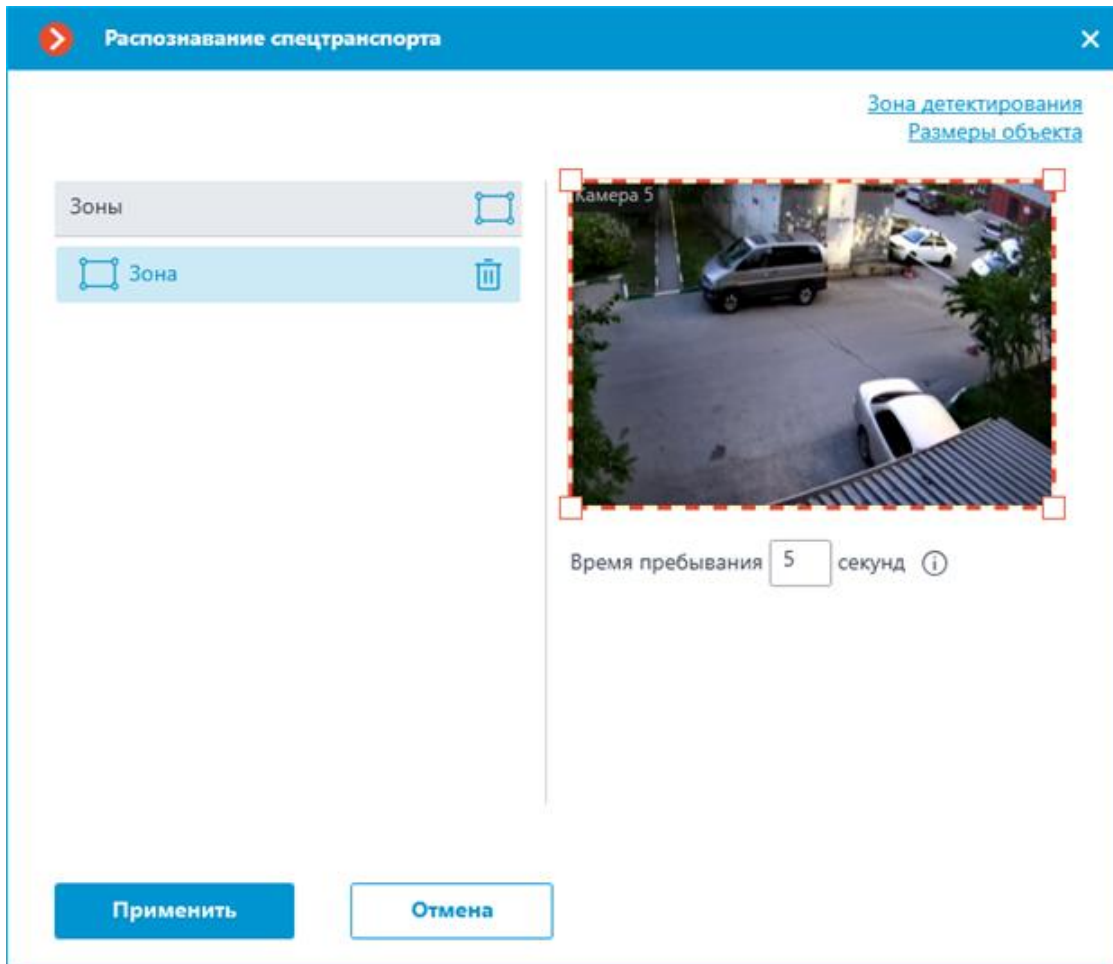 Распознавание спецтранспорта
Зона детектирования
Размеры объекта
Зоны
Зона
Камера 5
Время пребывания 5 секунд
Применить
Отмена